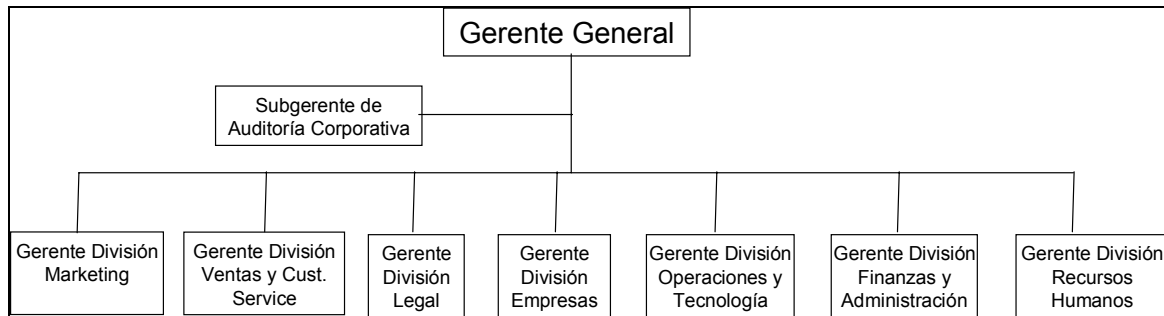 Gerente General
Subgerente de
Auditoría Corporativa
Gerente División
Marketing
Gerente División
Ventas y Cust.
Service
Gerente
División
Legal
Gerente
División
Empresas
Gerente División
Operaciones y
Tecnología
Gerente División
Finanzas y
Administración
Gerente División
Recursos
Humanos